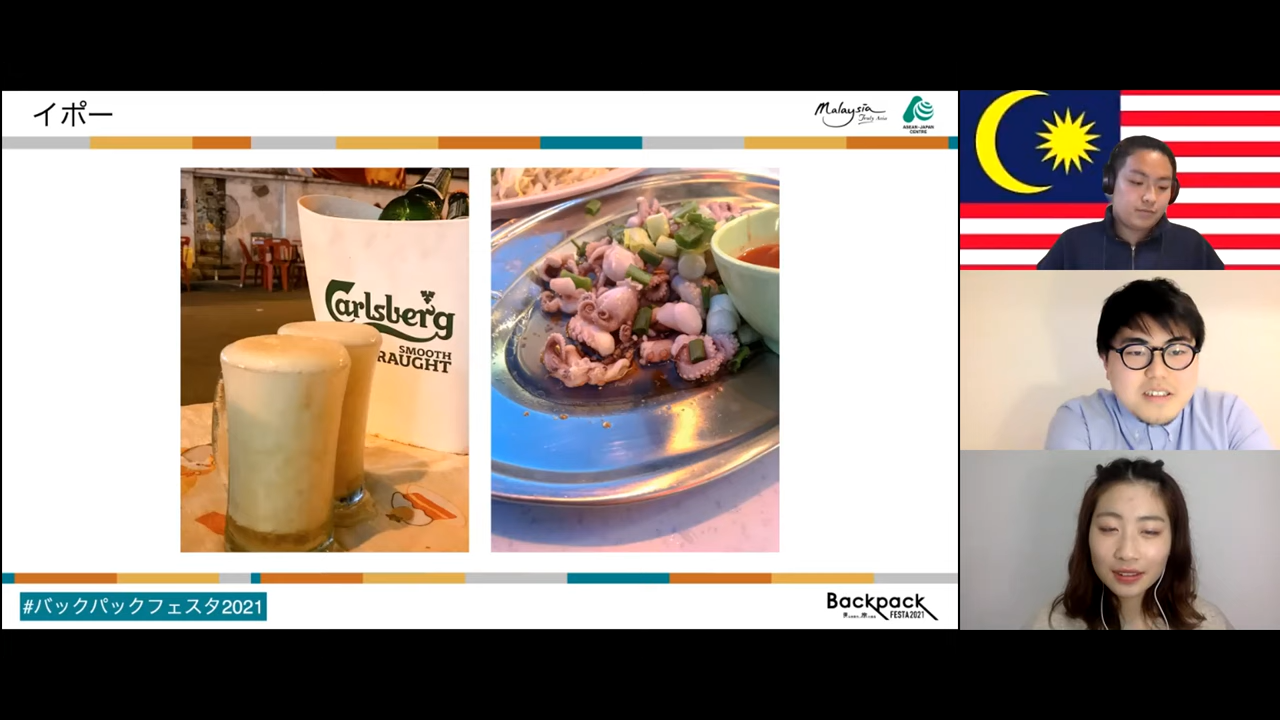 イポー
Malaysia
Truly Asia
ASEAN-JAPAN
CENTRE
Carlsberg
SMOOTH
RAUGHT
#バックパックフェスタ2021
Backpack
FESTA2021